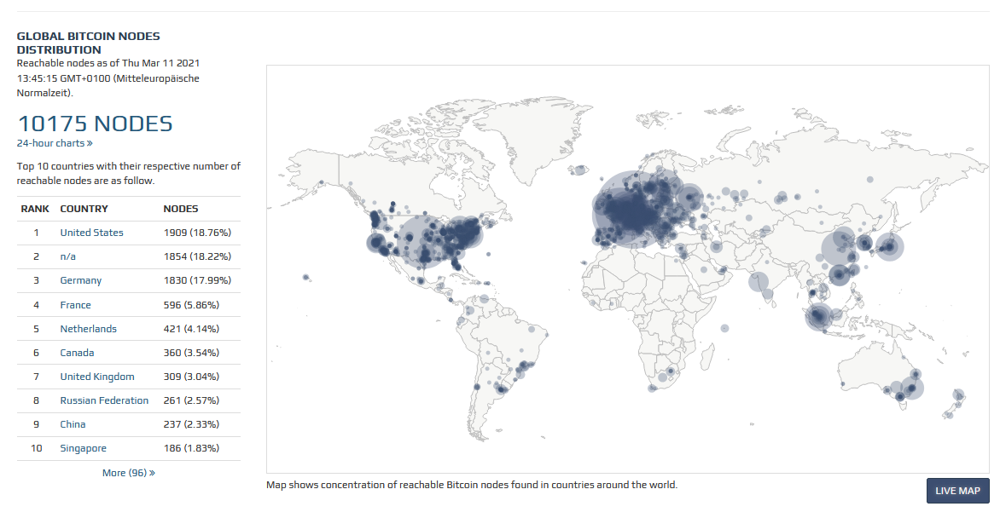 GLOBAL BITCOIN NODES
DISTRIBUTION
Reachable nodes as of Thu Mar 11 2021
13:45:15 GMT+0100 (Mitteleuropäische
Normalzeit).
10175 NODES
24-hour charts »
Top 10 countries with their respective number of
reachable nodes are as follow.
RANK COUNTRY NODES
1 United States 1909 (18.76%)
2 n/a 1854 (18.22%)
3 Germany 1830 (17.99%)
4 France 596 (5.86%)
5 Netherlands 421 (4.14%)
6 Canada 360 (3.54%)
7 United Kingdom 309 (3.04%)
8 Russian Federation 261 (2.57%)
9 China 237 (2.33%)
10 Singapore 186 (1.83%)
More (96) »
Map shows concentration of reachable Bitcoin nodes found in countries around the world.
LIVE MAP